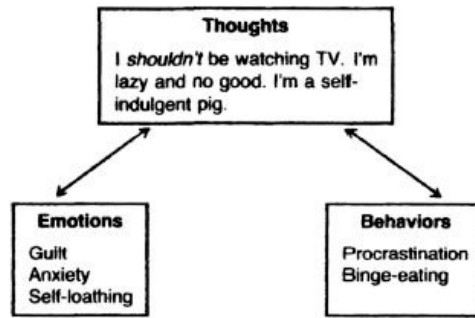 Thoughts
I shouldn't be watching TV. I'm
lazy and no good. I'm a self-
indulgent pig.
Emotions
Guilt
Anxiety
Self-loathing
Behaviors
Procrastination
Binge-eating